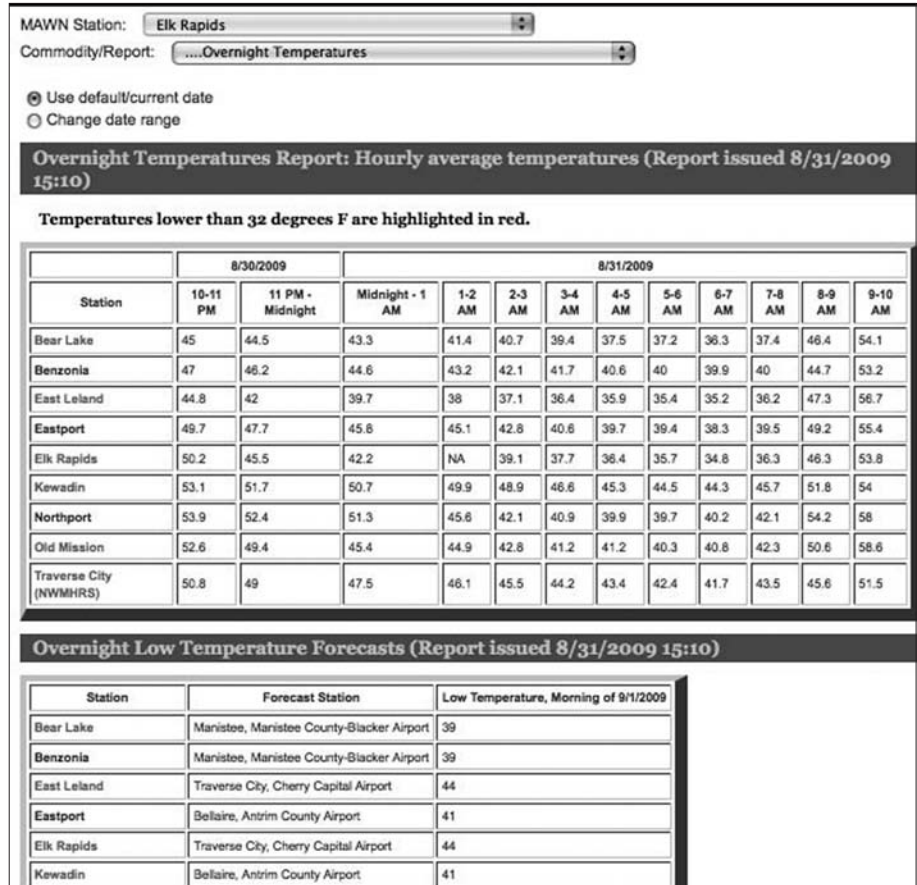 MAWN Station: Elk Rapids
Commodity/Report: ....Overnight Temperatures
Use default/current date
Change date range
Overnight Temperatures Report: Hourly average temperatures (Report issued 8/31/2009
15:10)
Temperatures lower than 32 degrees F are highlighted in red.
8/30/2009 8/31/2009
Station 10-11 PM 11 PM - Midnight Midnight - 1 AM 1-2 AM 2-3 AM 3-4 AM 4-5 AM 5-6 AM 6-7 AM 7-8 AM 8-9 AM 9-10 AM
Bear Lake 45 44.5 43.3 41.4 40.7 39.4 37.5 37.2 36.3 37.4 46.4 54.1
Benzonia 47 46.2 44.6 43.2 42.1 41.7 40.6 40 39.9 40 44.7 53.2
East Leland 44.8 42 39.7 38 37.1 36.4 35.9 35.4 35.2 36.2 47.3 56.7
Eastport 49.7 47.7 45.8 45.1 42.8 40.6 39.7 39.4 38.3 39.5 49.2 55.4
Elk Rapids 50.2 45.5 42.2 NA 39.1 37.7 36.4 35.7 34.8 36.3 46.3 53.8
Kewadin 53.1 51.7 50.7 49.9 48.9 46.6 45.3 44.5 44.3 45.7 51.8 54
Northport 53.9 52.4 51.3 45.6 42.1 40.9 39.9 39.7 40.2 42.1 54.2 58
Old Mission 52.6 49.4 45.4 44.9 42.8 41.2 41.2 40.3 40.8 42.3 50.6 58.6
Traverse City (NWMHRS) 50.8 49 47.5 46.1 45.5 44.2 43.4 42.4 41.7 43.5 45.6 51.5
Overnight Low Temperature Forecasts (Report issued 8/31/2009 15:10)
Station Forecast Station Low Temperature, Morning of 9/1/2009
Bear Lake Manistee, Manistee County-Blacker Airport 39
Benzonia Manistee, Manistee County-Blacker Airport 39
East Leland Traverse City, Cherry Capital Airport 44
Eastport Bellaire, Antrim County Airport 41
Elk Rapids Traverse City, Cherry Capital Airport 44
Kewadin Bellaire, Antrim County Airport 41